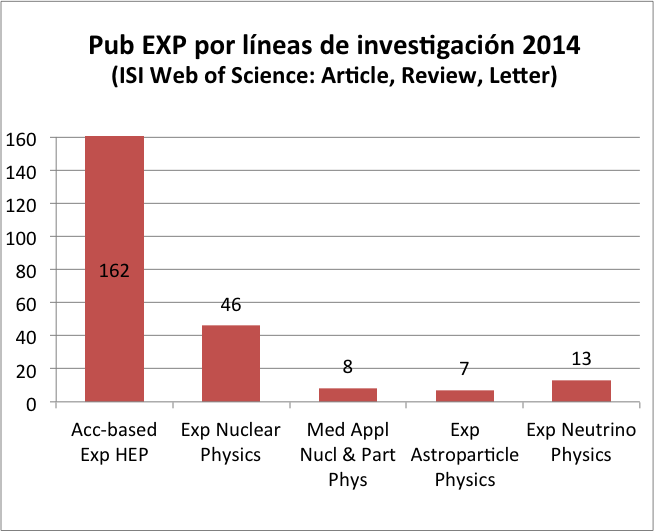 Pub EXP por líneas de investigación 2014
(ISI Web of Science: Article, Review, Letter)
160
140
120
100
80
60
40
20
0
162
46
8
7
13
Acc-based
Exp HEP
Exp Nuclear
Physics
Med Appl
Nucl & Part
Phys
Exp
Astroparticle
Physics
Exp Neutrino
Physics